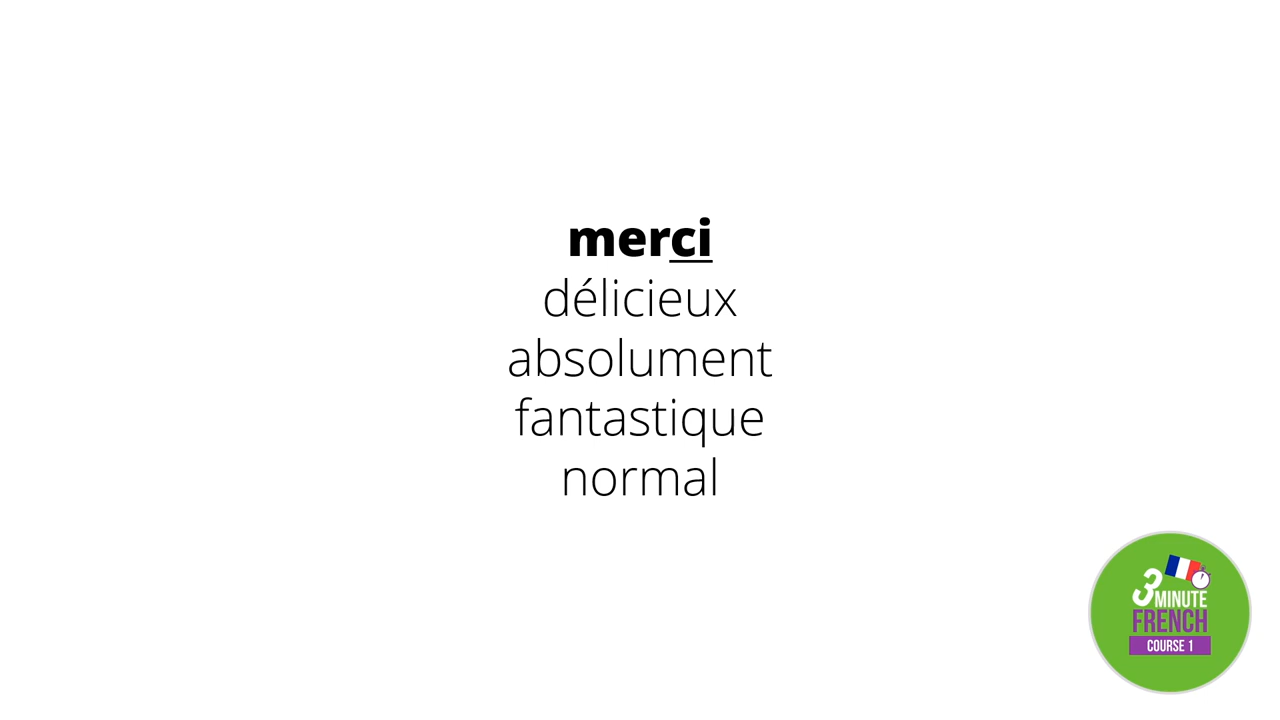 merci
délicieux
absolument
fantastique
normal
3 MINUTE
FRENCH
COURSE 1